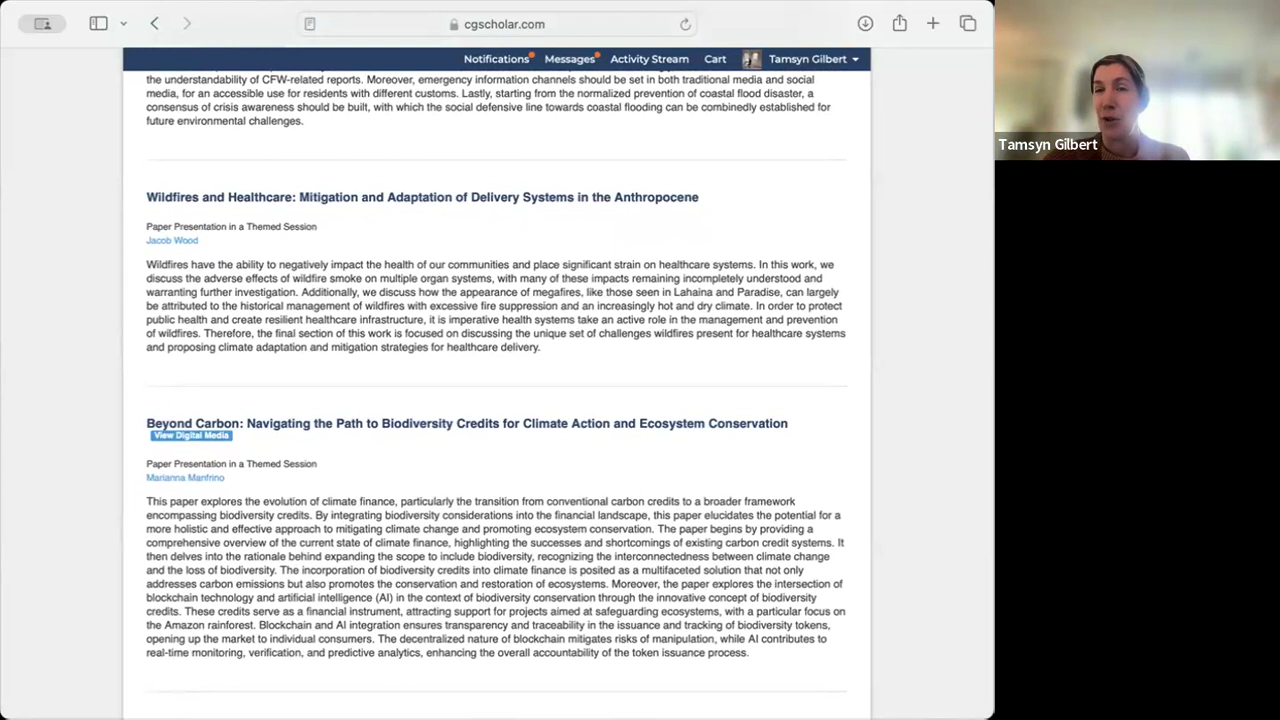 cgscholar.com
Notifications Messages Activity Stream Cart Tamsyn Gilbert
the understandability of CFW-related reports. Moreover, emergency information channels should be set in both traditional media and social
media, for an accessible use for residents with different customs. Lastly, starting from the normalized prevention of coastal flood disaster, a
consensus of crisis awareness should be built, with which the social defensive line towards coastal flooding can be combinedly established for
future environmental challenges.
Wildfires and Healthcare: Mitigation and Adaptation of Delivery Systems in the Anthropocene
Paper Presentation in a Themed Session
Jacob Wood
Wildfires have the ability to negatively impact the health of our communities and place significant strain on healthcare systems. In this work, we
discuss the adverse effects of wildfire smoke on multiple organ systems, with many of these impacts remaining incompletely understood and
warranting further investigation. Additionally, we discuss how the appearance of megafires, like those seen in Lahaina and Paradise, can largely
be attributed to the historical management of wildfires with excessive fire suppression and an increasingly hot and dry climate. In order to protect
public health and create resilient healthcare infrastructure, it is imperative health systems take an active role in the management and prevention
of wildfires. Therefore, the final section of this work is focused on discussing the unique set of challenges wildfires present for healthcare systems
and proposing climate adaptation and mitigation strategies for healthcare delivery.
Beyond Carbon: Navigating the Path to Biodiversity Credits for Climate Action and Ecosystem Conservation
View Digital Media
Paper Presentation in a Themed Session
Marianna Manfrino
This paper explores the evolution of climate finance, particularly the transition from conventional carbon credits to a broader framework
encompassing biodiversity credits. By integrating biodiversity considerations into the financial landscape, this paper elucidates the potential for a
more holistic and effective approach to mitigating climate change and promoting ecosystem conservation. The paper begins by providing a
comprehensive overview of the current state of climate finance, highlighting the successes and shortcomings of existing carbon credit systems. It
then delves into the rationale behind expanding the scope to include biodiversity, recognizing the interconnectedness between climate change
and the loss of biodiversity. The incorporation of biodiversity credits into climate finance is posited as a multifaceted solution that not only
addresses carbon emissions but also promotes the conservation and restoration of ecosystems. Moreover, the paper explores the intersection of
blockchain technology and artificial intelligence (AI) in the context of biodiversity conservation through the innovative concept of biodiversity
credits. These credits serve as a financial instrument, attracting support for projects aimed at safeguarding ecosystems, with a particular focus on
the Amazon rainforest. Blockchain and AI integration ensures transparency and traceability in the issuance and tracking of biodiversity tokens,
opening up the market to individual consumers. The decentralized nature of blockchain mitigates risks of manipulation, while AI contributes to
real-time monitoring, verification, and predictive analytics, enhancing the overall accountability of the token issuance process.
Tamsyn Gilbert